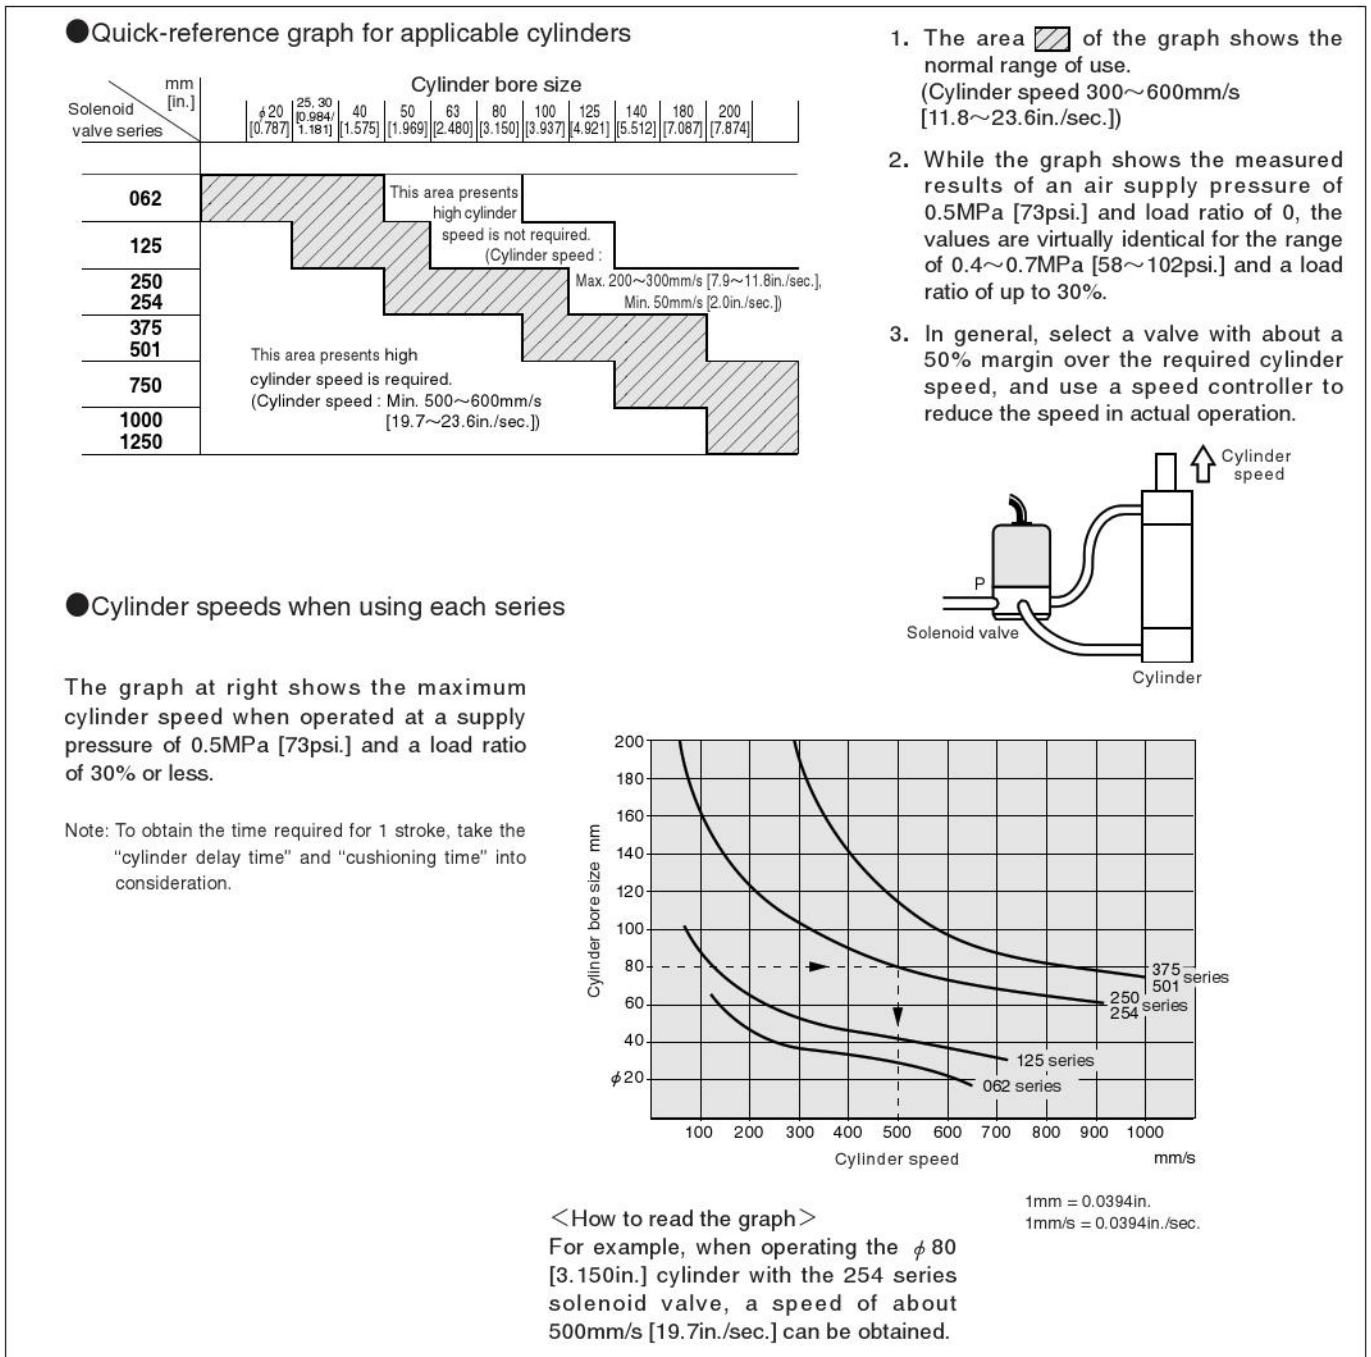 ●Quick-reference graph for applicable cylinders
mm
[in.]
Cylinder bore size
Solenoid
valve series
φ20 25, 30 40 50 63 80 100 125 140 180 200
[0.787] [0.984/1.181] [1.575] [1.969] [2.480] [3.150] [3.937] [4.921] [5.512] [7.087] [7.874]
062
125
250
254
375
501
750
1000
1250
This area presents
high cylinder
speed is not required.
(Cylinder speed :
Max. 200～300mm/s [7.9～11.8in./sec.],
Min. 50mm/s [2.0in./sec.])
This area presents high
cylinder speed is required.
(Cylinder speed : Min. 500～600mm/s
[19.7～23.6in./sec.])
1. The area of the graph shows the
normal range of use.
(Cylinder speed 300～600mm/s
[11.8～23.6in./sec.])
2. While the graph shows the measured
results of an air supply pressure of
0.5MPa [73psi.] and load ratio of 0, the
values are virtually identical for the range
of 0.4～0.7MPa [58～102psi.] and a load
ratio of up to 30%.
3. In general, select a valve with about a
50% margin over the required cylinder
speed, and use a speed controller to
reduce the speed in actual operation.
Cylinder
speed
P
Solenoid valve
Cylinder
●Cylinder speeds when using each series
The graph at right shows the maximum
cylinder speed when operated at a supply
pressure of 0.5MPa [73psi.] and a load ratio
of 30% or less.
Note: To obtain the time required for 1 stroke, take the
“cylinder delay time” and “cushioning time” into
consideration.
Cylinder bore size mm
200
180
160
140
120
100
80
60
40
φ20
375
501 series
250
254 series
125 series
062 series
100 200 300 400 500 600 700 800 900 1000
Cylinder speed
mm/s
1mm = 0.0394in.
1mm/s = 0.0394in./sec.
＜How to read the graph＞
For example, when operating the φ80
[3.150in.] cylinder with the 254 series
solenoid valve, a speed of about
500mm/s [19.7in./sec.] can be obtained.